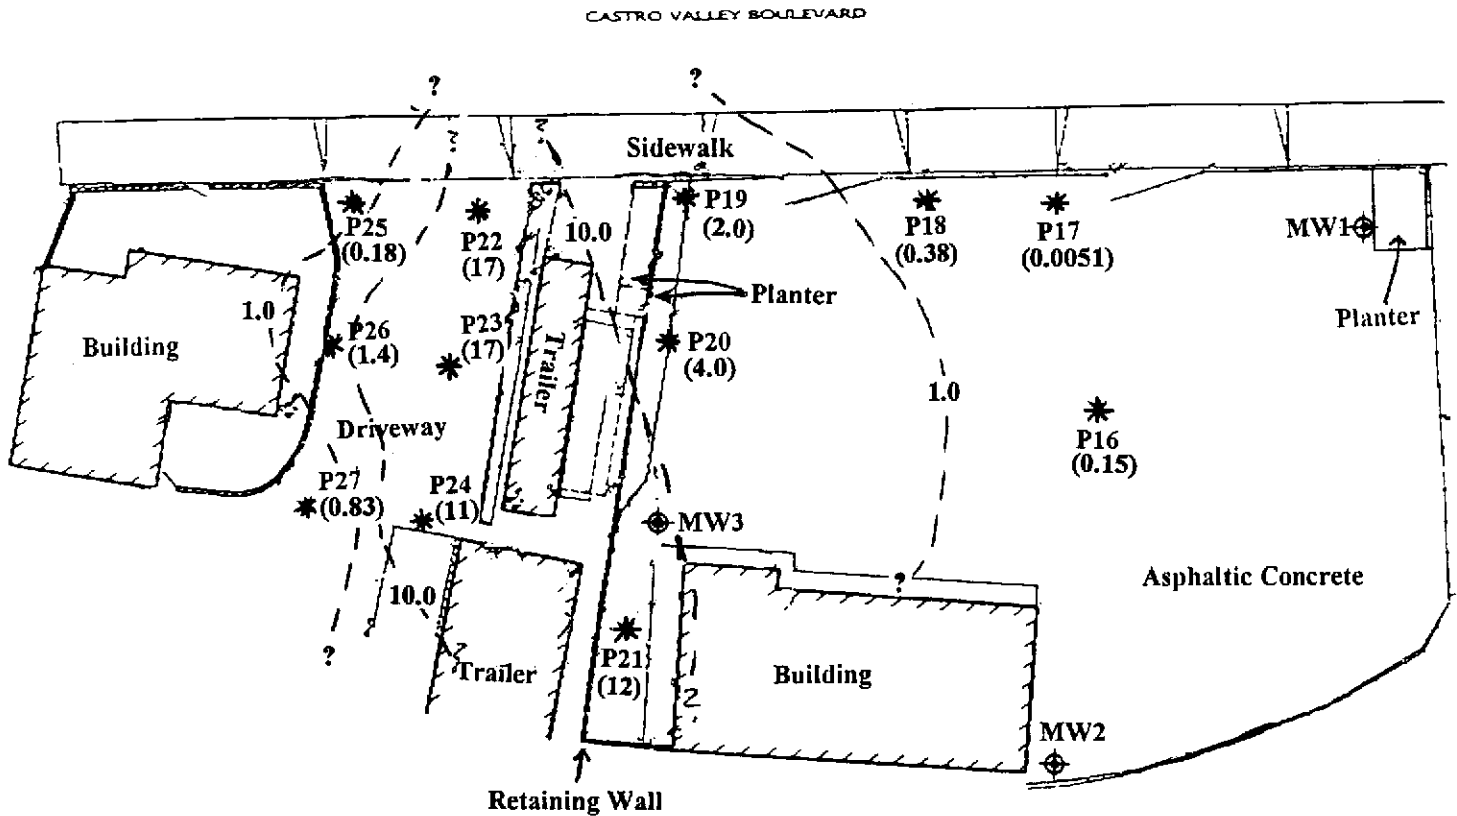 CASTRO VALLEY BOULEVARD
?
?
?
?
Sidewalk
P25
(0.18)
P22
(17)
10.0
P19
(2.0)
P18
(0.38)
P17
(0.0051)
MW1
Planter
Planter
1.0
Building
P26
(1.4)
P23
(17)
Trailer
P20
(4.0)
1.0
P16
(0.15)
Driveway
P27
(0.83)
P24
(11)
MW3
10.0
?
Asphaltic Concrete
?
?
Trailer
P21
(12)
Building
?
MW2
Retaining Wall